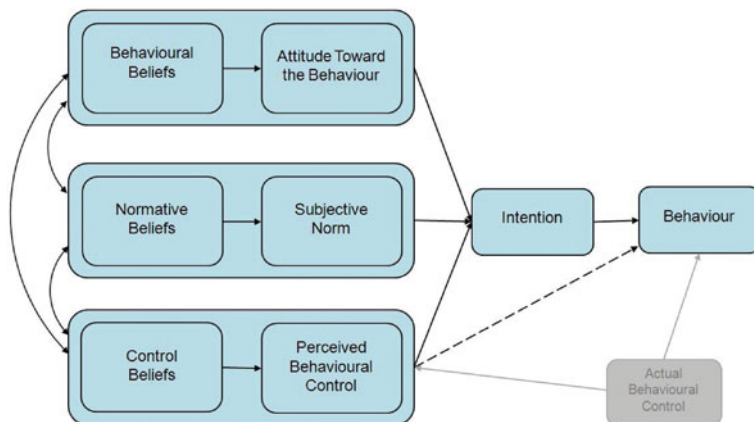 Behavioural
Beliefs
Attitude Toward
the Behaviour
Normative
Beliefs
Subjective
Norm
Intention
Behaviour
Control
Beliefs
Perceived
Behavioural
Control
Actual
Behavioural
Control